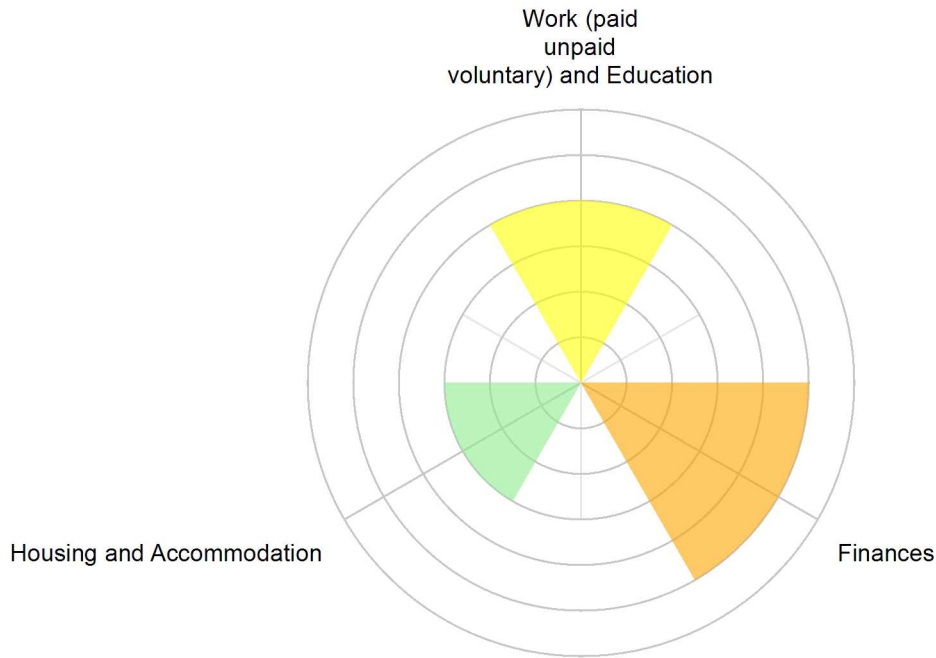 Work (paid
unpaid
voluntary) and Education
Housing and Accommodation
Finances